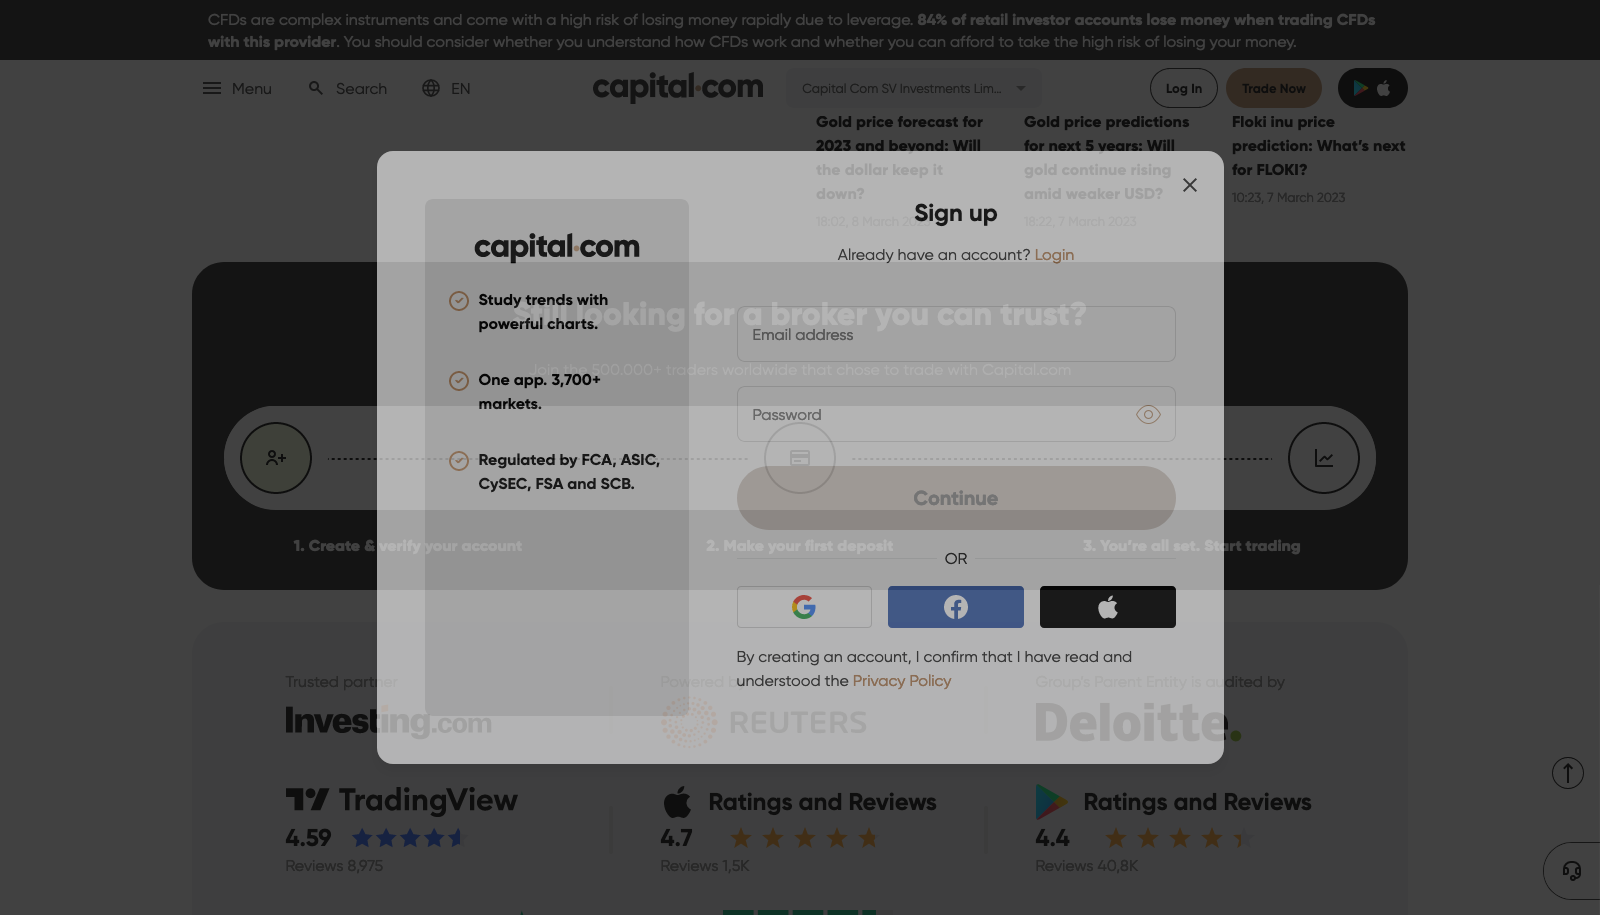 CFDs are complex instruments and come with a high risk of losing money rapidly due to leverage. 84% of retail investor accounts lose money when trading CFDs
with this provider. You should consider whether you understand how CFDs work and whether you can afford to take the high risk of losing your money.
Menu
Search
EN
capital.com
Capital Com SV Investments Lim...
Log In
Trade Now
Gold price forecast for
2023 and beyond: Will
the dollar keep it
down?
18:02, 8 March 2023
Gold price predictions
for next 5 years: Will
gold continue rising
amid weaker USD?
18:22, 7 March 2023
Floki inu price
prediction: What's next
for FLOKI?
10:23, 7 March 2023
capital.com
Study trends with
powerful charts.
One app. 3,700+
markets.
Regulated by FCA, ASIC,
CySEC, FSA and SCB.
Sign up
Already have an account? Login
Email address
Password
Continue
OR
By creating an account, I confirm that I have read and
understood the Privacy Policy
Still looking for a broker you can trust?
Join the 500.000+ traders worldwide that chose to trade with Capital.com
1. Create & verify your account
2. Make your first deposit
3. You're all set. Start trading
Trusted partner
Investing.com
Powered by
REUTERS
Group's Parent Entity is audited by
Deloitte.
TradingView
4.59
Reviews 8,975
Ratings and Reviews
4.7
Reviews 1,5K
Ratings and Reviews
4.4
Reviews 40,8K